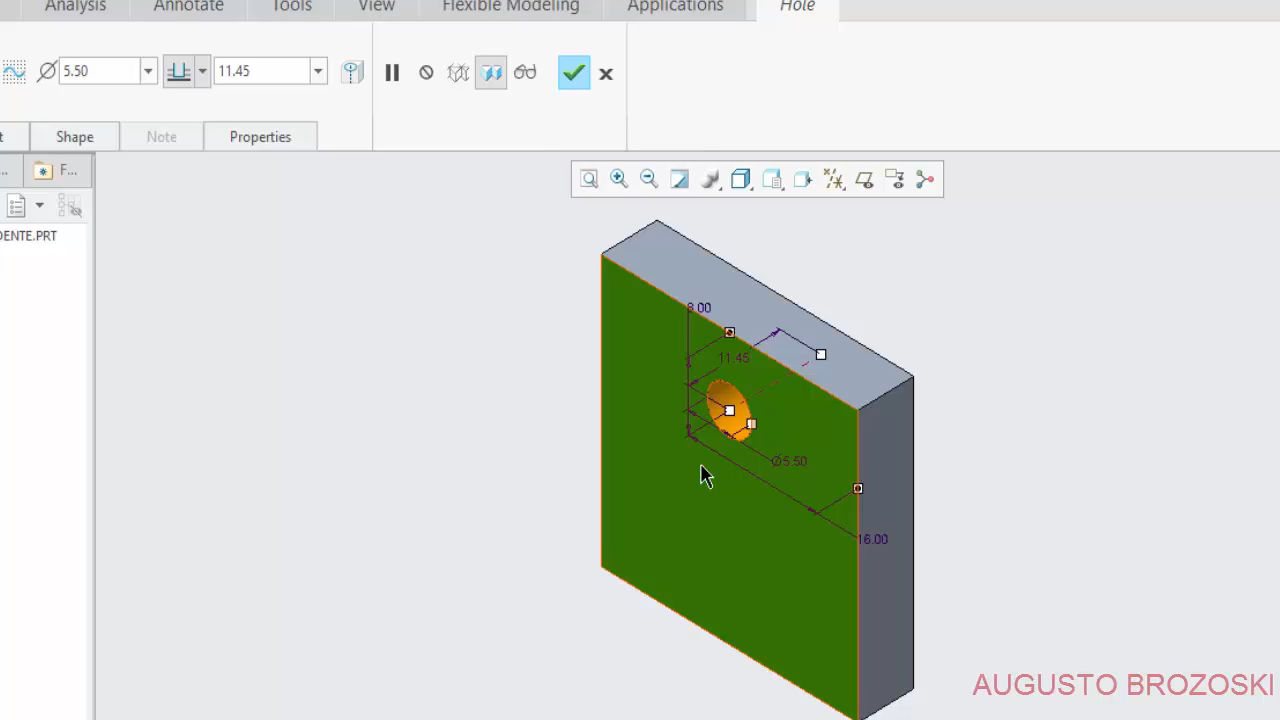 Analysis Annotate Tools View Flexible Modeling Applications Hole
5.50 11.45
t Shape Note Properties
... F...
DENTE.PRT
8.00
11.45
Ø5.50
16.00
AUGUSTO BROZOSKI